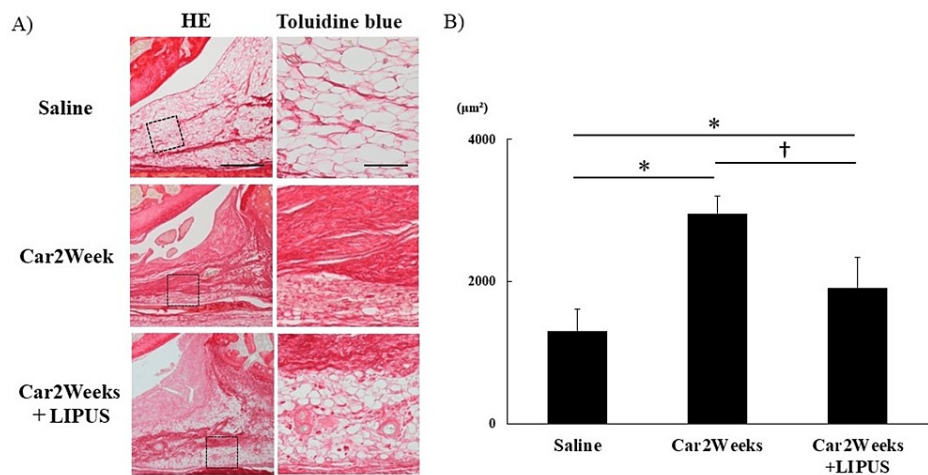 A)
HE
Toluidine blue
Saline
Car2Week
Car2Weeks
+ LIPUS
B)
(μm²)
4000
2000
0
*
*
†
Saline
Car2Weeks
Car2Weeks
+LIPUS